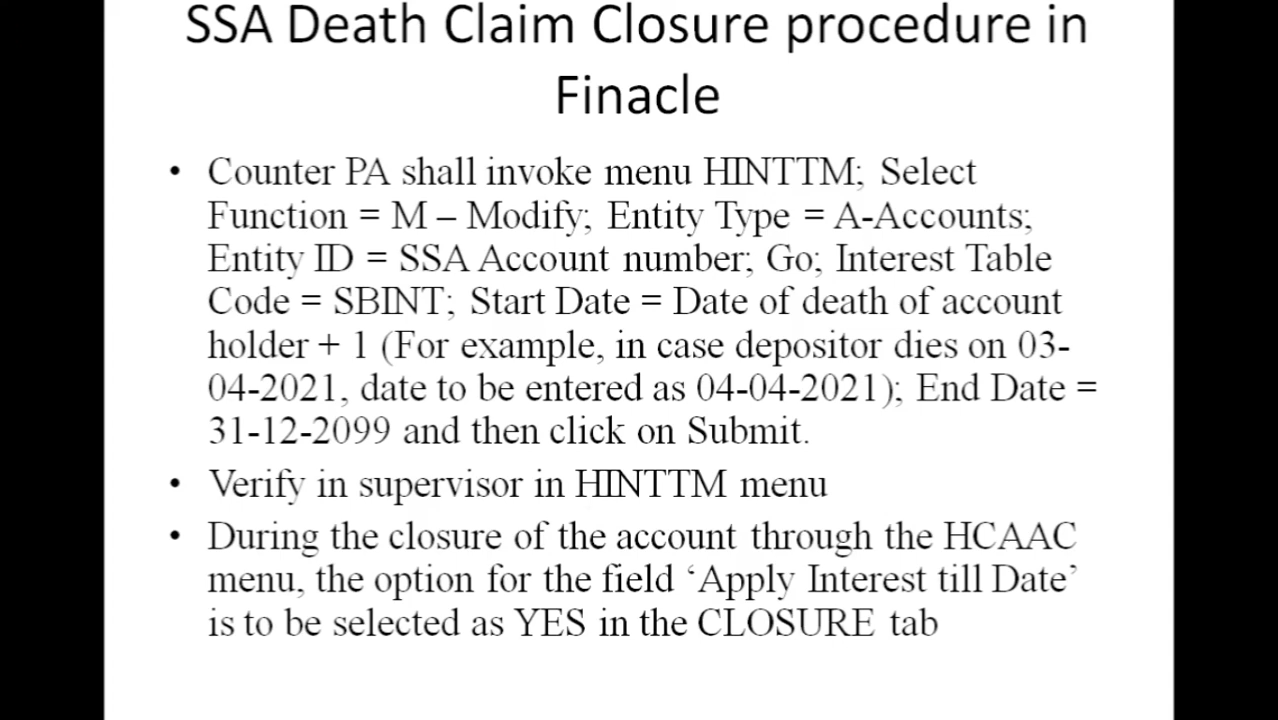 SSA Death Claim Closure procedure in
Finacle
• Counter PA shall invoke menu HINTTM; Select
Function = M – Modify; Entity Type = A-Accounts;
Entity ID = SSA Account number; Go; Interest Table
Code = SBINT; Start Date = Date of death of account
holder + 1 (For example, in case depositor dies on 03-
04-2021, date to be entered as 04-04-2021); End Date =
31-12-2099 and then click on Submit.
• Verify in supervisor in HINTTM menu
• During the closure of the account through the HCAAC
menu, the option for the field ‘Apply Interest till Date’
is to be selected as YES in the CLOSURE tab